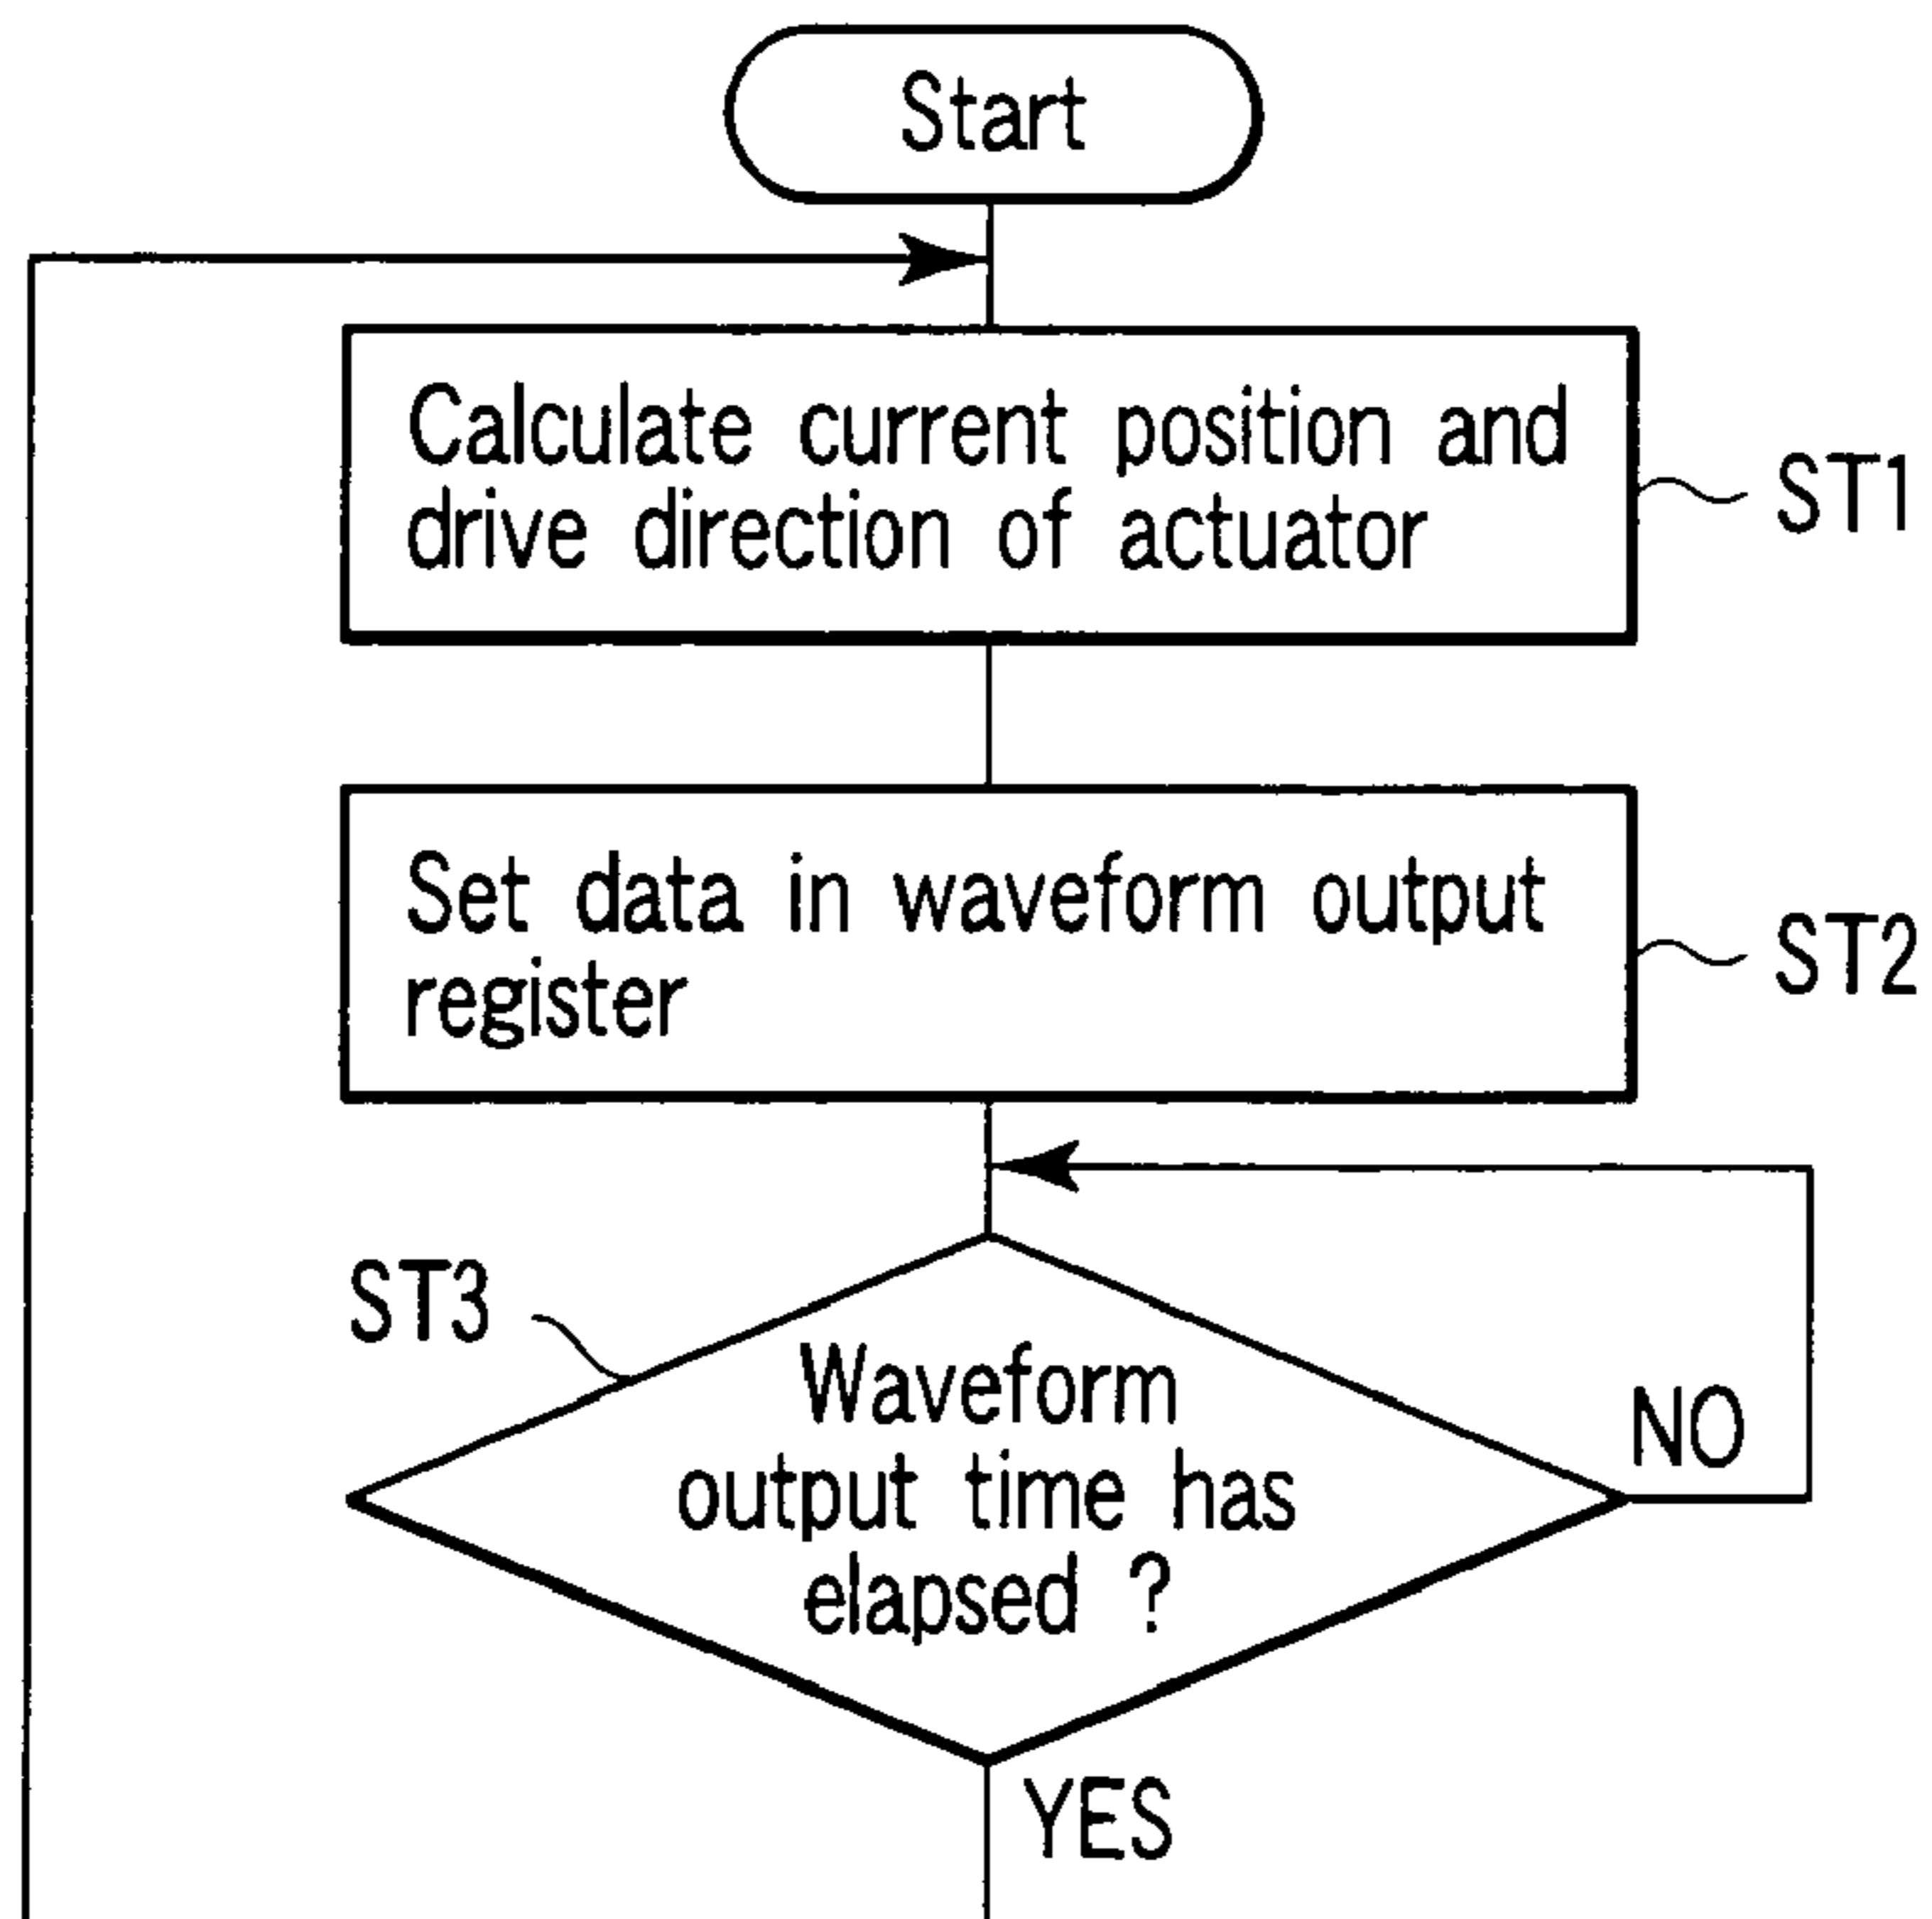 Start
Calculate current position and
drive direction of actuator
ST1
Set data in waveform output
register
ST2
ST3
Waveform
output time has
elapsed ?
NO
YES